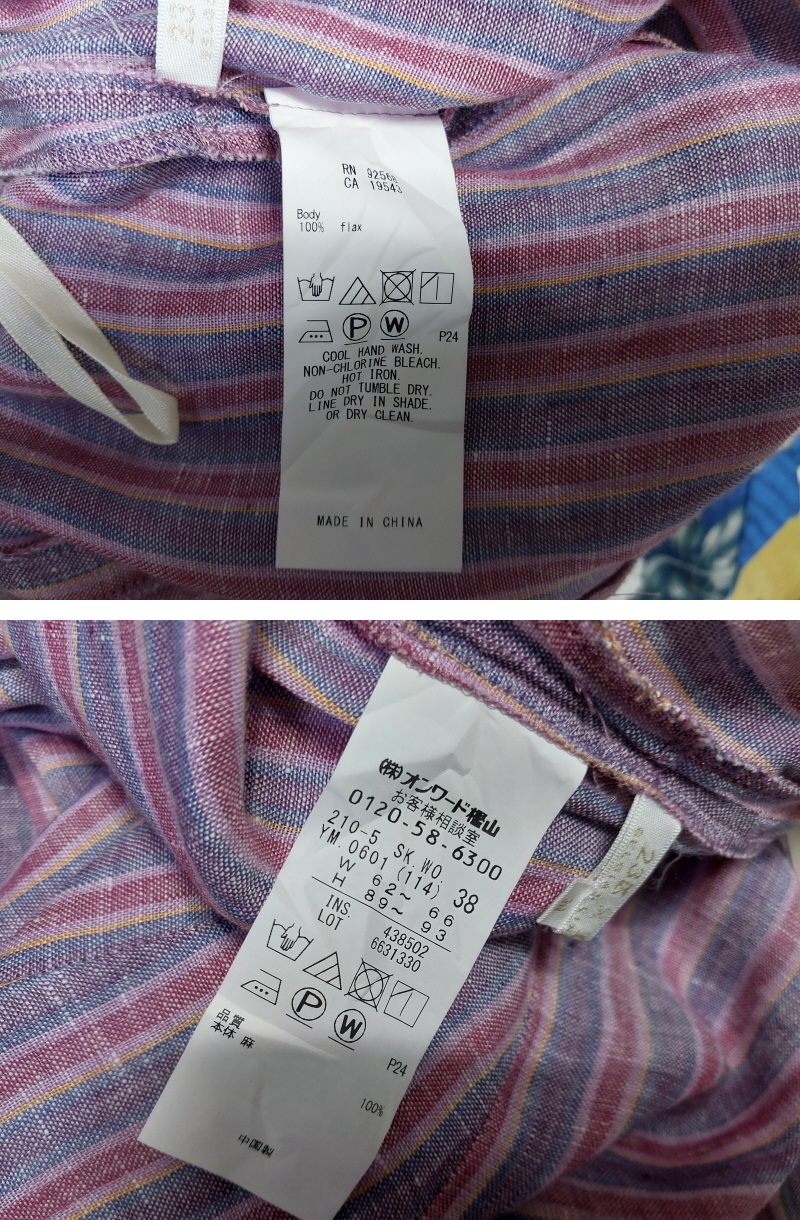 RN 92568
CA 19543
Body
100% flax
P
W
P24
COOL HAND WASH.
NON-CHLORINE BLEACH.
HOT IRON.
DO NOT TUMBLE DRY.
LINE DRY IN SHADE.
OR DRY CLEAN.
MADE IN CHINA
(株)オンワード樫山
お客様相談室
0120-58-6300
210-5 SK.WO
YM.0601 (114) 38
W 62~ 66
H 89~ 93
INS. 438502
LOT 6631330
P
W
P24
品質
本体 麻
100%
中国製